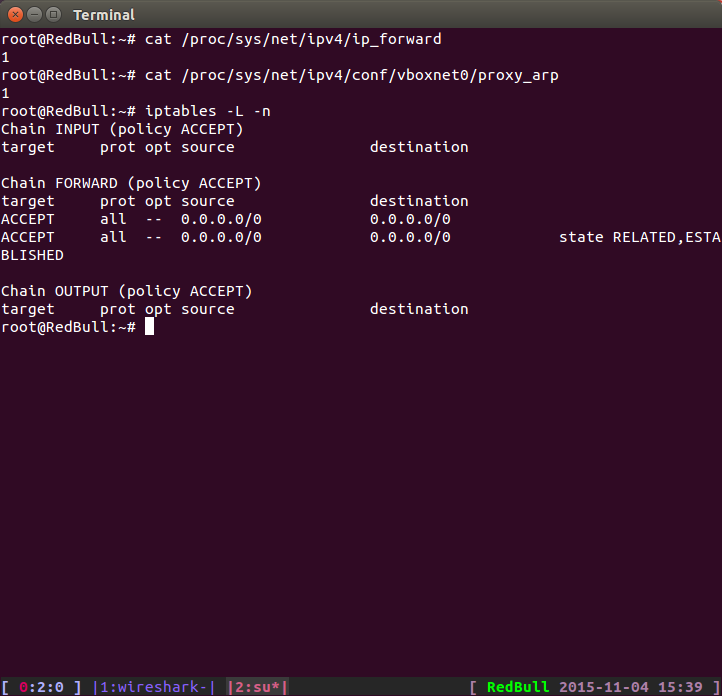 Terminal
root@RedBull:~# cat /proc/sys/net/ipv4/ip_forward
1
root@RedBull:~# cat /proc/sys/net/ipv4/conf/vboxnet0/proxy_arp
1
root@RedBull:~# iptables -L -n
Chain INPUT (policy ACCEPT)
target     prot opt source               destination

Chain FORWARD (policy ACCEPT)
target     prot opt source               destination
ACCEPT     all  --  0.0.0.0/0            0.0.0.0/0
ACCEPT     all  --  0.0.0.0/0            0.0.0.0/0            state RELATED,ESTA
BLISHED

Chain OUTPUT (policy ACCEPT)
target     prot opt source               destination
root@RedBull:~#
[ 0:2:0 ] |1:wireshark-| |2:su*| [ RedBull 2015-11-04 15:39 ]